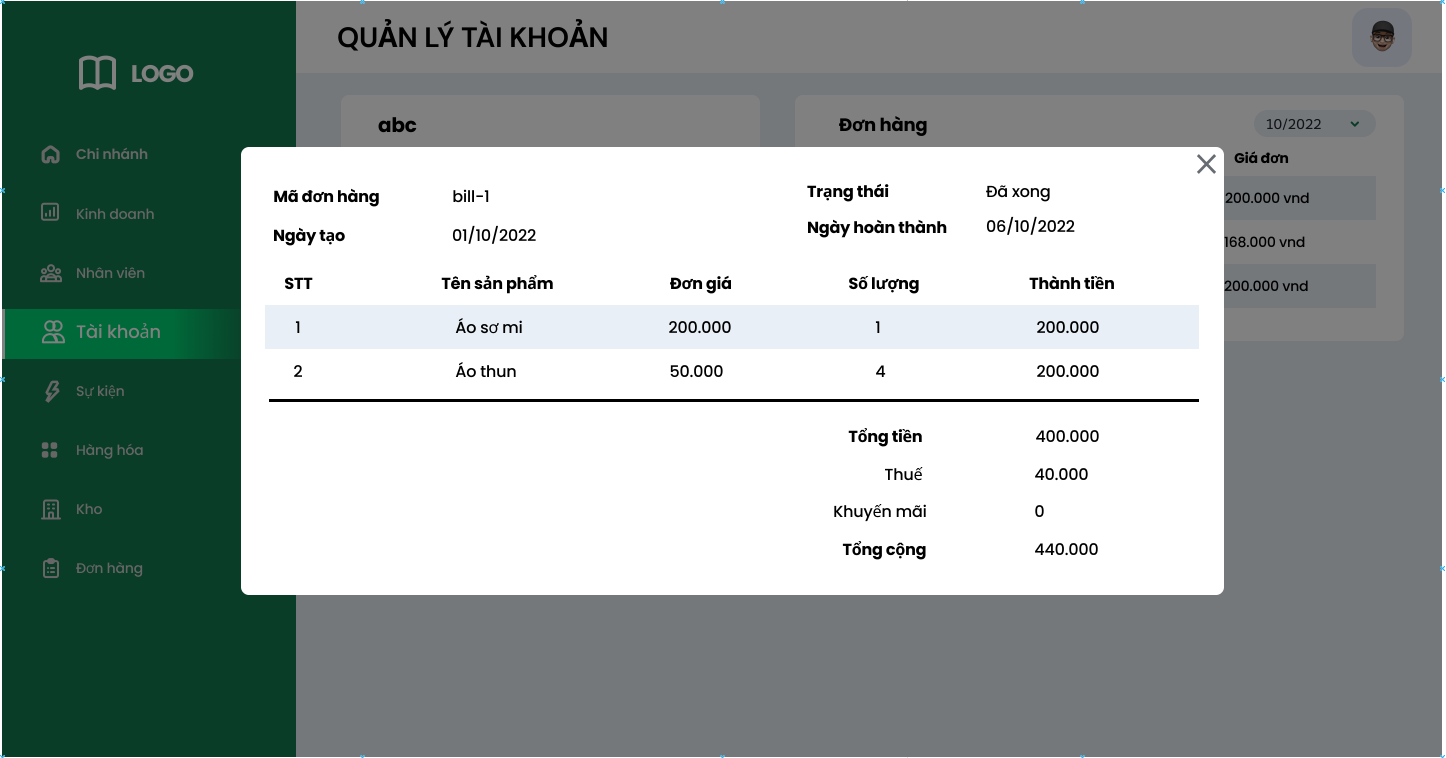 QUẢN LÝ TÀI KHOẢN
LOGO
Chi nhánh
Kinh doanh
Nhân viên
Tài khoản
Sự kiện
Hàng hóa
Kho
Đơn hàng
abc
Đơn hàng
10/2022
Giá đơn
200.000 vnd
168.000 vnd
200.000 vnd
Mã đơn hàng bill-1 Trạng thái Đã xong
Ngày tạo 01/10/2022 Ngày hoàn thành 06/10/2022
STT Tên sản phẩm Đơn giá Số lượng Thành tiền
1 Áo sơ mi 200.000 1 200.000
2 Áo thun 50.000 4 200.000
Tổng tiền 400.000
Thuế 40.000
Khuyến mãi 0
Tổng cộng 440.000